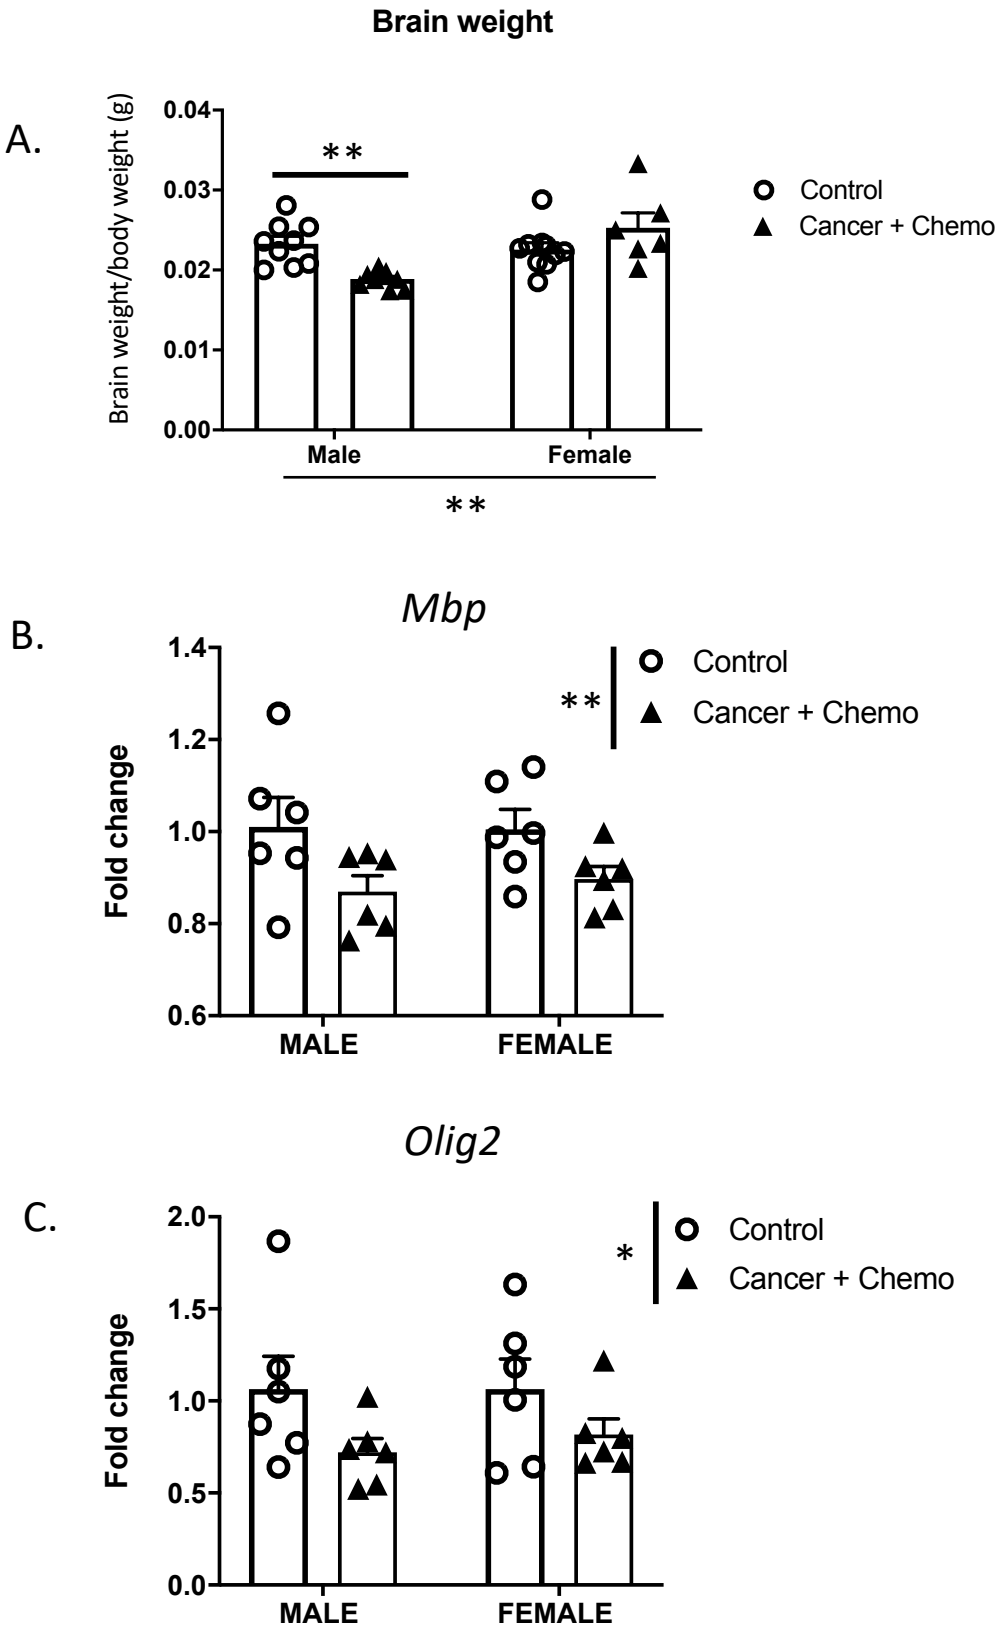 Brain weight
A.
Brain weight/body weight (g)
0.04
0.03
0.02
0.01
0.00
**
Control
Cancer + Chemo
Male Female
**
B.
Mbp
Fold change
1.4
1.2
1.0
0.8
0.6
**
Control
Cancer + Chemo
MALE FEMALE
C.
Olig2
Fold change
2.0
1.5
1.0
0.5
0.0
*
Control
Cancer + Chemo
MALE FEMALE